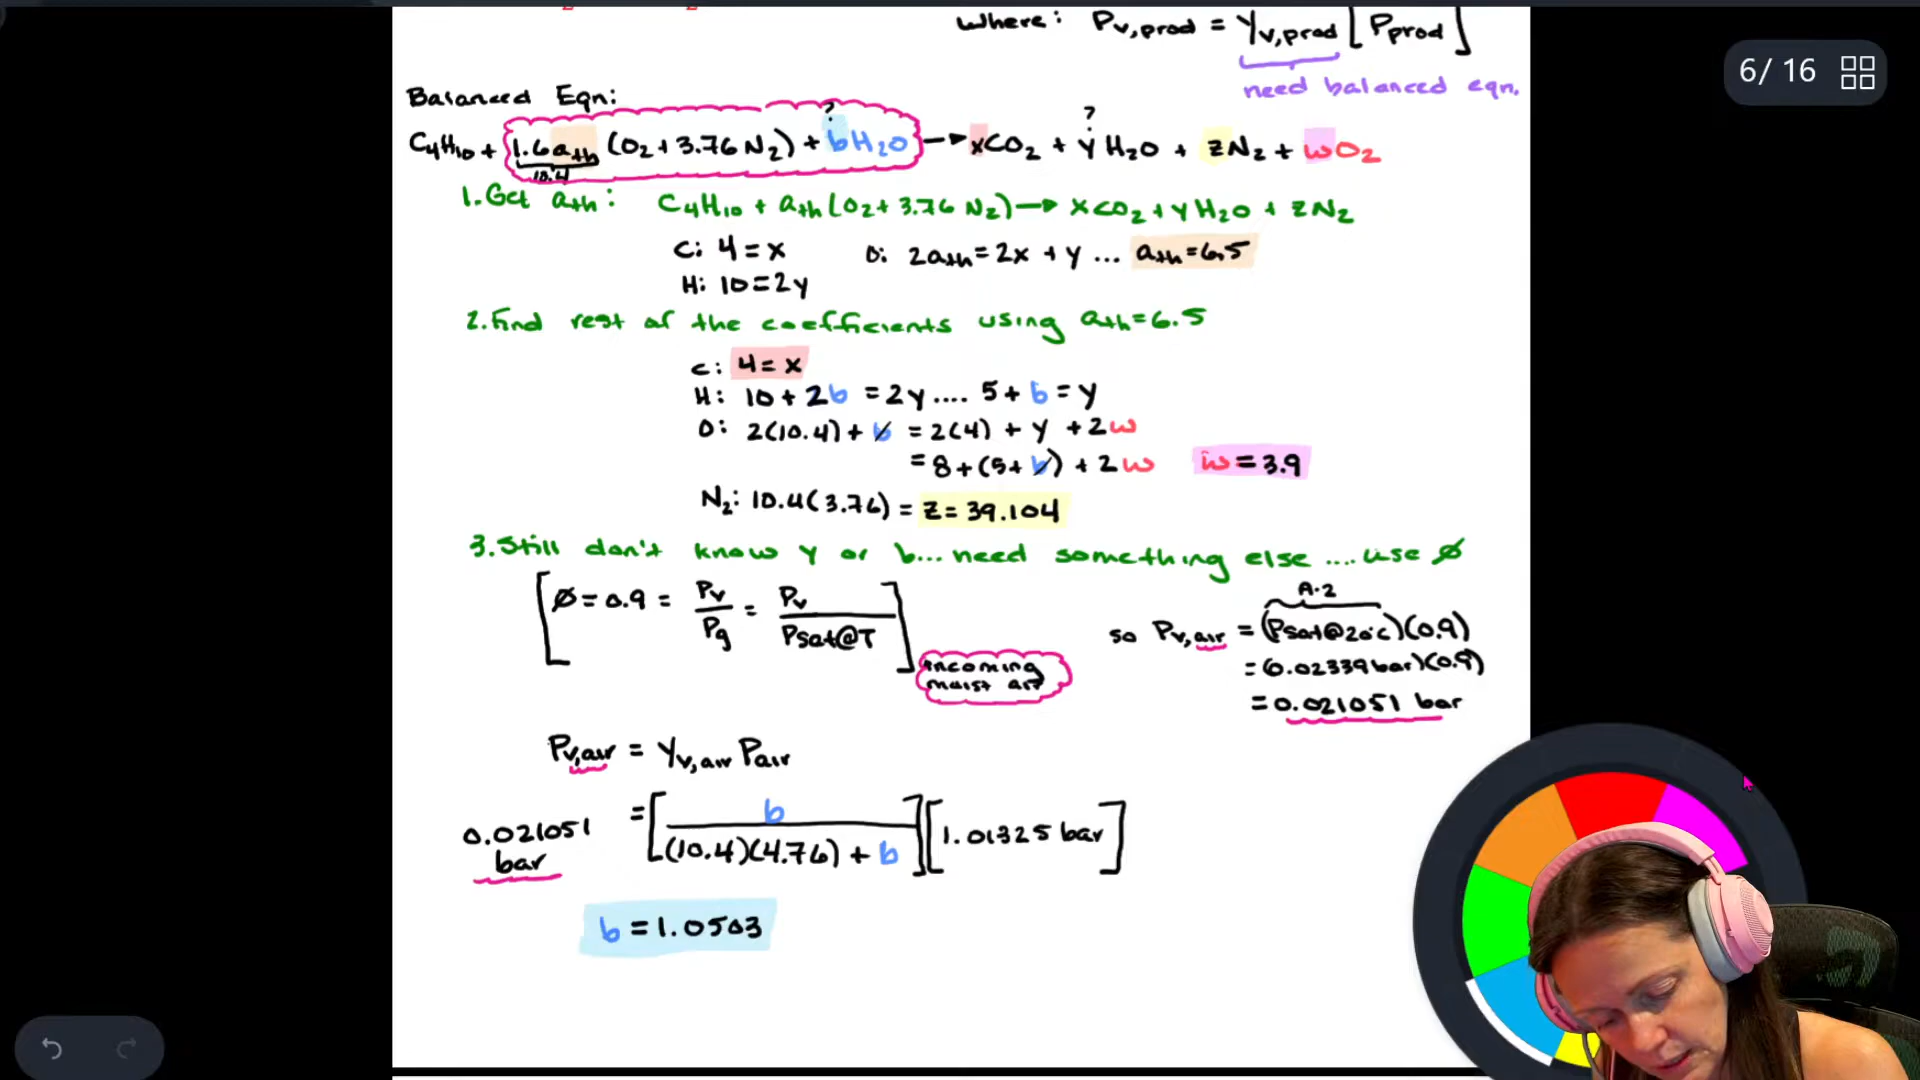 where: Pv,prod = Yv,prod [Pprod]
need balanced eqn.
6/ 16
Balanced Eqn:
?
?
C4H10 + 1.6ath (O2 + 3.76 N2) + bH2O → xCO2 + y H2O + zN2 + wO2
10.4
1. Get ath: C4H10 + ath (O2 + 3.76 N2) → xCO2 + yH2O + zN2
C: 4 = x O: 2ath = 2x + y ... ath = 6.5
H: 10 = 2y
2. Find rest of the coefficients using ath = 6.5
C: 4 = x
H: 10 + 2b = 2y .... 5 + b = y
O: 2(10.4) + b = 2(4) + y + 2w
= 8 + (5 + b) + 2w w = 3.9
N2: 10.4(3.76) = z = 39.104
3. Still don't know y or b... need something else .... use Ø
Ø = 0.9 = Pv/Pg = Pv/Psat@T
incoming
moist air
A-2
so Pv,air = (Psat@20°C)(0.9)
= (0.02339 bar)(0.9)
= 0.021051 bar
Pv,air = Yv,air Pair
0.021051 bar = [b/((10.4)(4.76) + b)] [1.01325 bar]
b = 1.0503